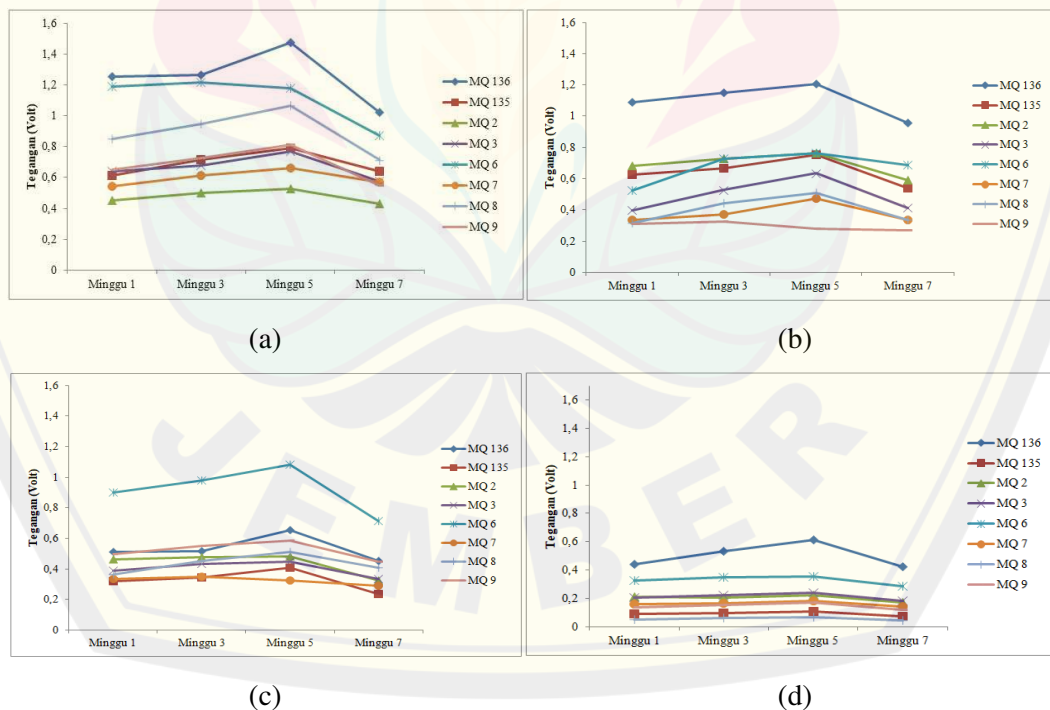 1,6
1,4
1,2
1
0,8
0,6
0,4
0,2
0
Tegangan (Volt)
Minggu 1 Minggu 3 Minggu 5 Minggu 7
MQ 136
MQ 135
MQ 2
MQ 3
MQ 6
MQ 7
MQ 8
MQ 9
(a)
1,6
1,4
1,2
1
0,8
0,6
0,4
0,2
0
Tegangan (Volt)
Minggu 1 Minggu 3 Minggu 5 Minggu 7
MQ 136
MQ 135
MQ 2
MQ 3
MQ 6
MQ 7
MQ 8
MQ 9
(b)
1,6
1,4
1,2
1
0,8
0,6
0,4
0,2
0
Tegangan (Volt)
Minggu 1 Minggu 3 Minggu 5 Minggu 7
MQ 136
MQ 135
MQ 2
MQ 3
MQ 6
MQ 7
MQ 8
MQ 9
(c)
1,6
1,4
1,2
1
0,8
0,6
0,4
0,2
0
Tegangan (Volt)
Minggu 1 Minggu 3 Minggu 5 Minggu 7
MQ 136
MQ 135
MQ 2
MQ 3
MQ 6
MQ 7
MQ 8
MQ 9
(d)
JEMBER